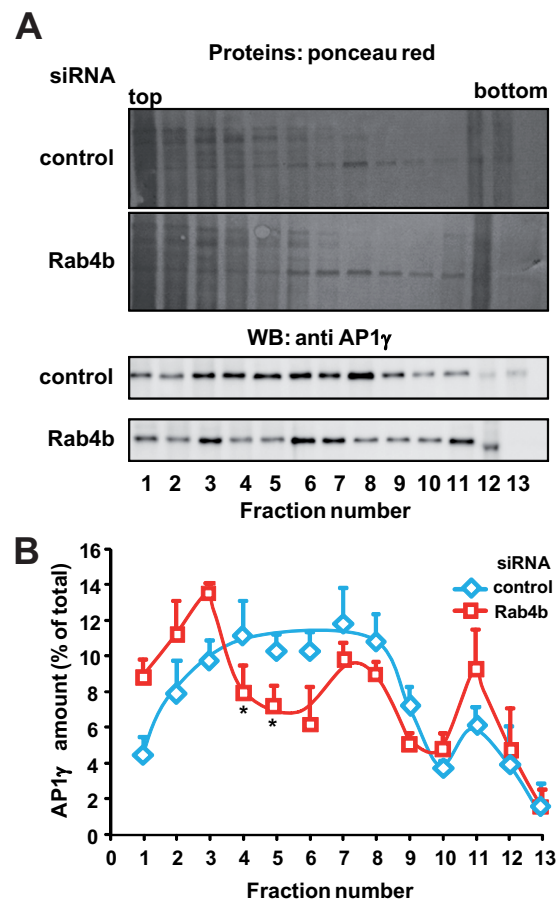 A
Proteins: ponceau red
siRNA
top
bottom
control
Rab4b
WB: anti AP1γ
control
Rab4b
1 2 3 4 5 6 7 8 9 10 11 12 13
Fraction number
B
16
14
12
10
8
6
4
2
0
AP1γ amount (% of total)
siRNA
control
Rab4b
* *
0 1 2 3 4 5 6 7 8 9 10 11 12 13
Fraction number